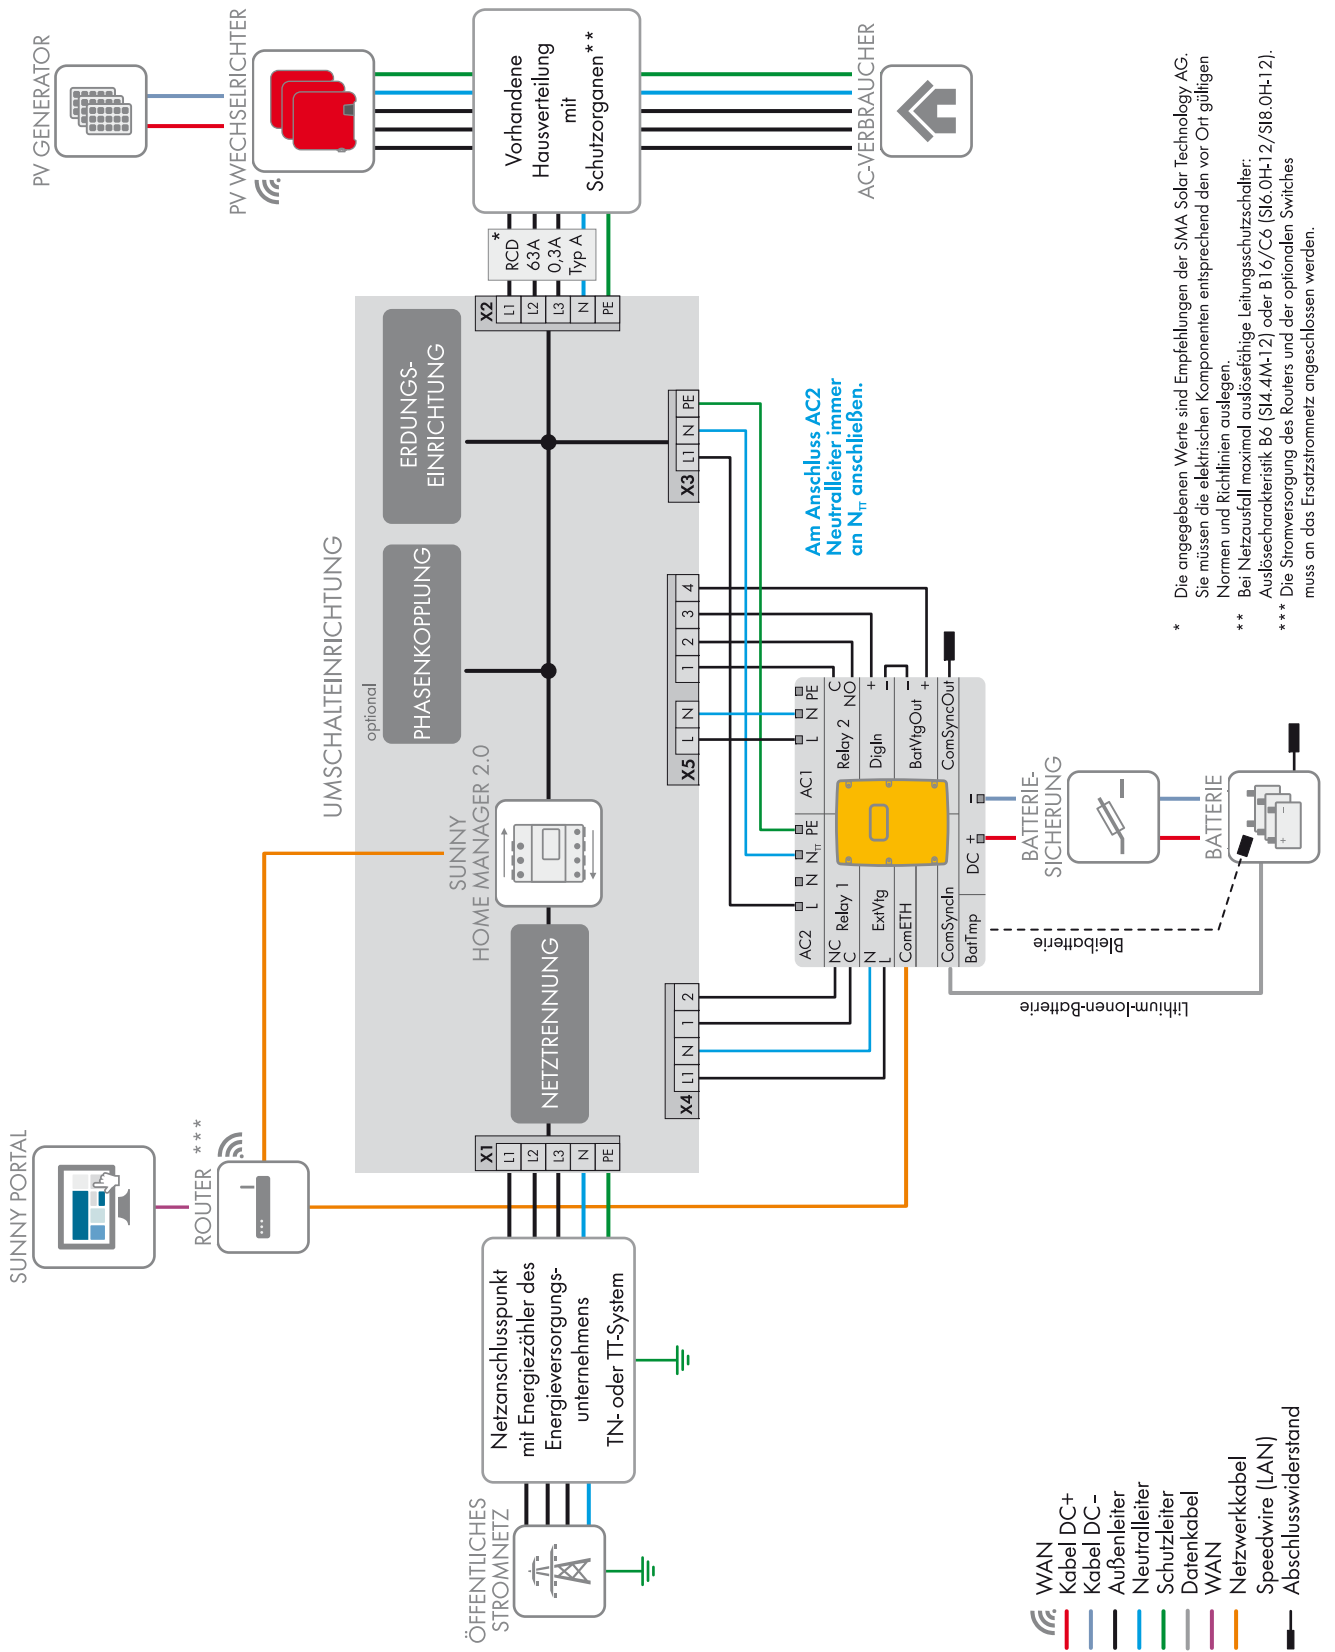 SUNNY PORTAL
ROUTER ***
PV GENERATOR
PV WECHSELRICHTER
UMSCHALTEINRICHTUNG
SUNNY
HOME MANAGER 2.0
optional
PHASENKOPPLUNG
ERDUNGS-
EINRICHTUNG
NETZTRENNUNG
ÖFFENTLICHES
STROMNETZ
Netzanschlusspunkt
mit Energiezähler des
Energieversorgungs-
unternehmens
TN- oder TT-System
X1
L1
L2
L3
N
PE
X2
L1
L2
L3
N
PE
*
RCD
63A
0,3A
Typ A
Vorhandene
Hausverteilung
mit
Schutzorganen**
AC-VERBRAUCHER
X4
L1 N 1 2
X5
L N 1 2 3 4
X3
L1 N PE
Am Anschluss AC2
Neutralleiter immer
an NTT anschließen.
AC2
L N NTT PE
AC1
L N PE
NC
C
Relay 1
Relay 2
C
NO
N
L
ExtVtg
DigIn
+
–
ComETH
BatVtgOut
–
+
ComSyncIn
ComSyncOut
BatTmp
DC + –
Bleibatterie
Lithium-Ionen-Batterie
BATTERIE-
SICHERUNG
BATTERIE
WAN
Kabel DC+
Kabel DC-
Außenleiter
Neutralleiter
Schutzleiter
Datenkabel
WAN
Netzwerkkabel
Speedwire (LAN)
Abschlusswiderstand
* Die angegebenen Werte sind Empfehlungen der SMA Solar Technology AG.
Sie müssen die elektrischen Komponenten entsprechend den vor Ort gültigen
Normen und Richtlinien auslegen.
** Bei Netzausfall maximal auslösefähige Leitungsschutzschalter:
Auslösecharakteristik B6 (SI4.4M-12) oder B16/C6 (SI6.0H-12/SI8.0H-12).
*** Die Stromversorgung des Routers und der optionalen Switches
muss an das Ersatzstromnetz angeschlossen werden.